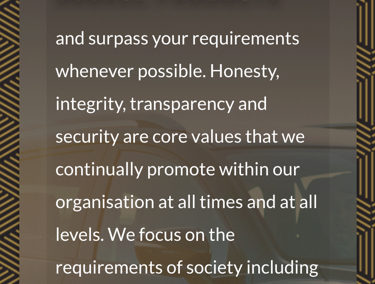 and surpass your requirements
whenever possible. Honesty,
integrity, transparency and
security are core values that we
continually promote within our
organisation at all times and at all
levels. We focus on the
requirements of society including